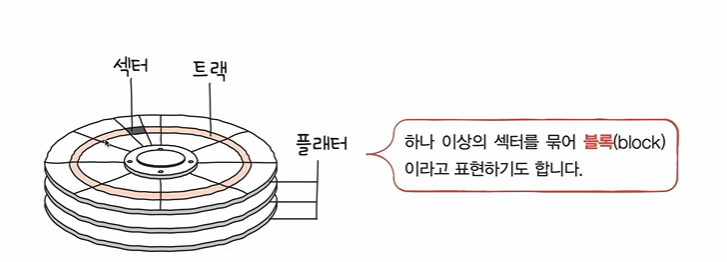 섹터
트랙
플래터
하나 이상의 섹터를 묶어 블록(block)
이라고 표현하기도 합니다.